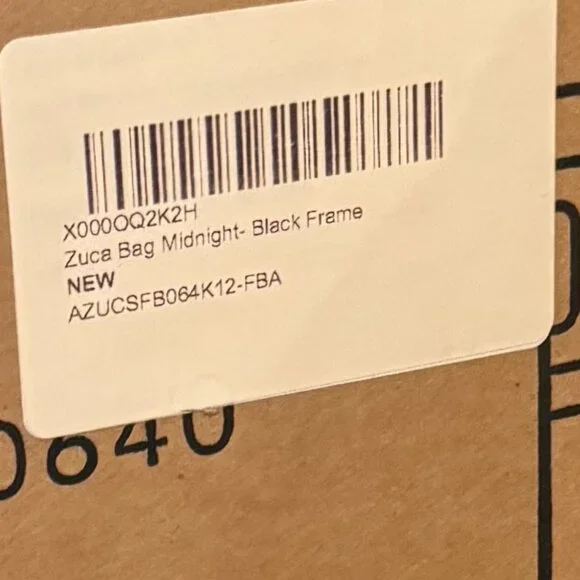 X000OQ2K2H
Zuca Bag Midnight- Black Frame
NEW
AZUCSFB064K12-FBA
0640